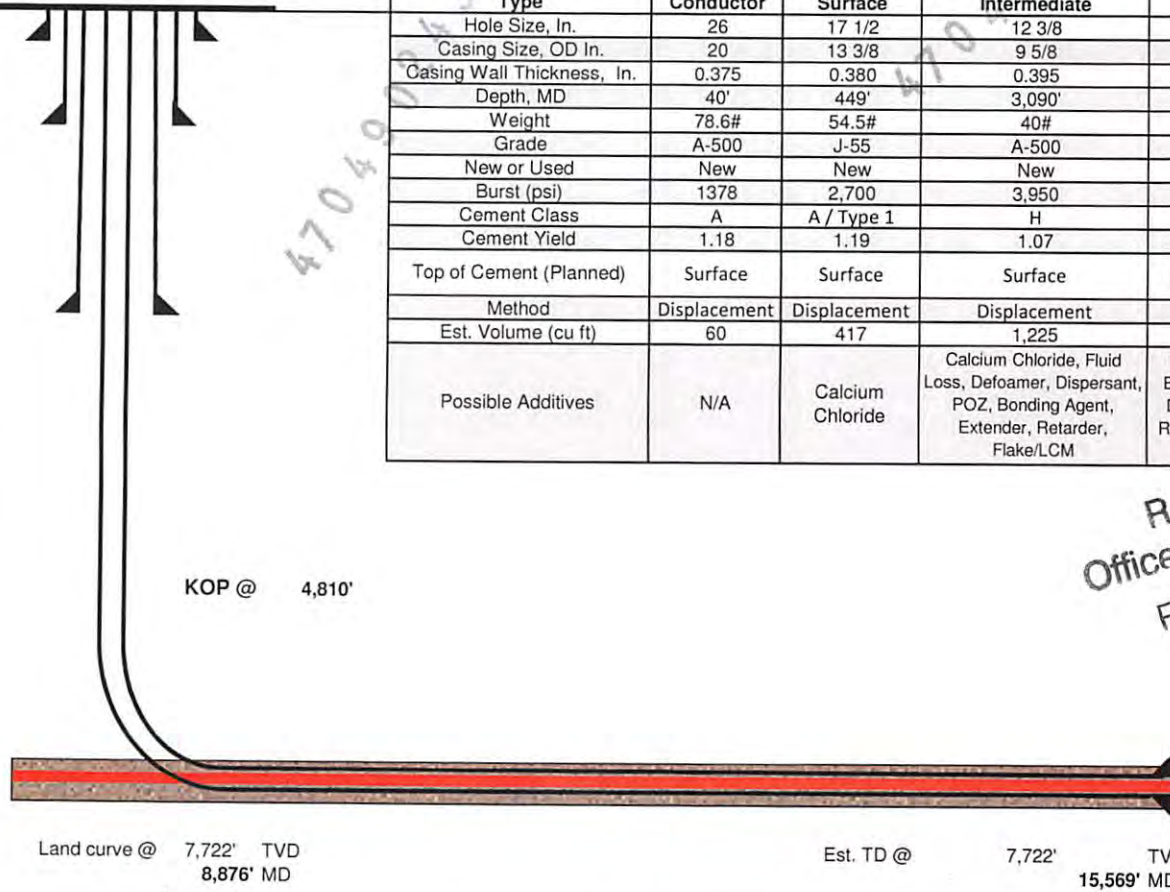 Type Conductor Surface Intermediate
Hole Size, In. 26 17 1/2 12 3/8
Casing Size, OD In. 20 13 3/8 9 5/8
Casing Wall Thickness, In. 0.375 0.380 0.395
Depth, MD 40' 449' 3,090'
Weight 78.6# 54.5# 40#
Grade A-500 J-55 A-500
New or Used New New New
Burst (psi) 1378 2,700 3,950
Cement Class A A / Type 1 H
Cement Yield 1.18 1.19 1.07
Top of Cement (Planned) Surface Surface Surface
Method Displacement Displacement Displacement
Est. Volume (cu ft) 60 417 1,225
Possible Additives N/A Calcium Chloride Calcium Chloride, Fluid
Loss, Defoamer, Dispersant,
POZ, Bonding Agent,
Extender, Retarder,
Flake/LCM
Office
KOP @ 4,810'
Land curve @ 7,722' TVD
8,876' MD
Est. TD @ 7,722' TV
15,569' MD